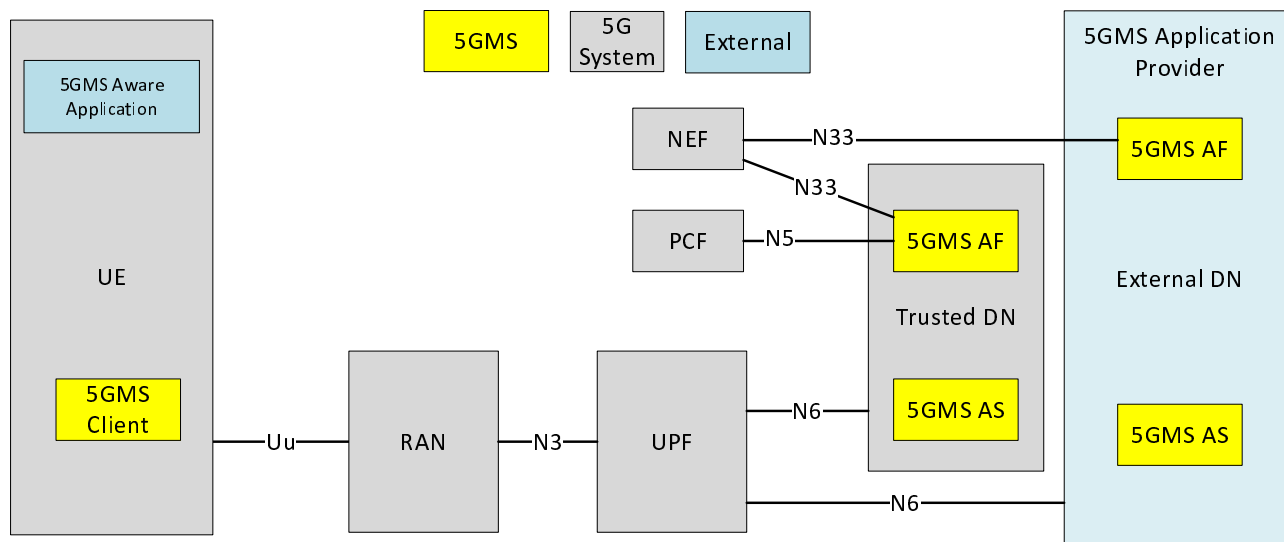 5GMS
5G
System
External
5GMS Application
Provider
5GMS Aware
Application
NEF
N33
5GMS AF
N33
PCF
N5
5GMS AF
UE
External DN
Trusted DN
5GMS
Client
Uu
RAN
N3
UPF
N6
5GMS AS
5GMS AS
N6